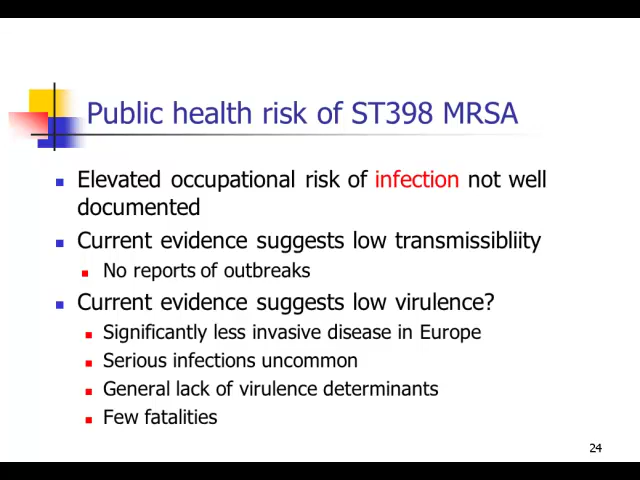 Public health risk of ST398 MRSA
Elevated occupational risk of infection not well
documented
Current evidence suggests low transmissibliity
No reports of outbreaks
Current evidence suggests low virulence?
Significantly less invasive disease in Europe
Serious infections uncommon
General lack of virulence determinants
Few fatalities
24